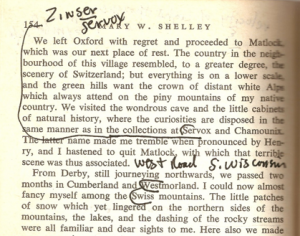 Zinser
servox
154 RY W. SHELLEY
We left Oxford with regret and proceeded to Matlock,
which was our next place of rest. The country in the neigh-
bourhood of this village resembled, to a greater degree, the
scenery of Switzerland; but everything is on a lower scale,
and the green hills want the crown of distant white Alps
which always attend on the piny mountains of my native
country. We visited the wondrous cave and the little cabinets
of natural history, where the curiosities are disposed in the
same manner as in the collections at Servox and Chamounix.
The latter name made me tremble when pronounced by Hen-
ry, and I hastened to quit Matlock, with which that terrible
scene was thus associated. West Road S. Wis
From Derby, still journeying northwards, we passed two
months in Cumberland and Westmorland. I could now almost
fancy myself among the Swiss mountains. The little patches
of snow which yet lingered on the northern sides of the
mountains, the lakes, and the dashing of the rocky streams
were all familiar and dear sights to me. Here also we made